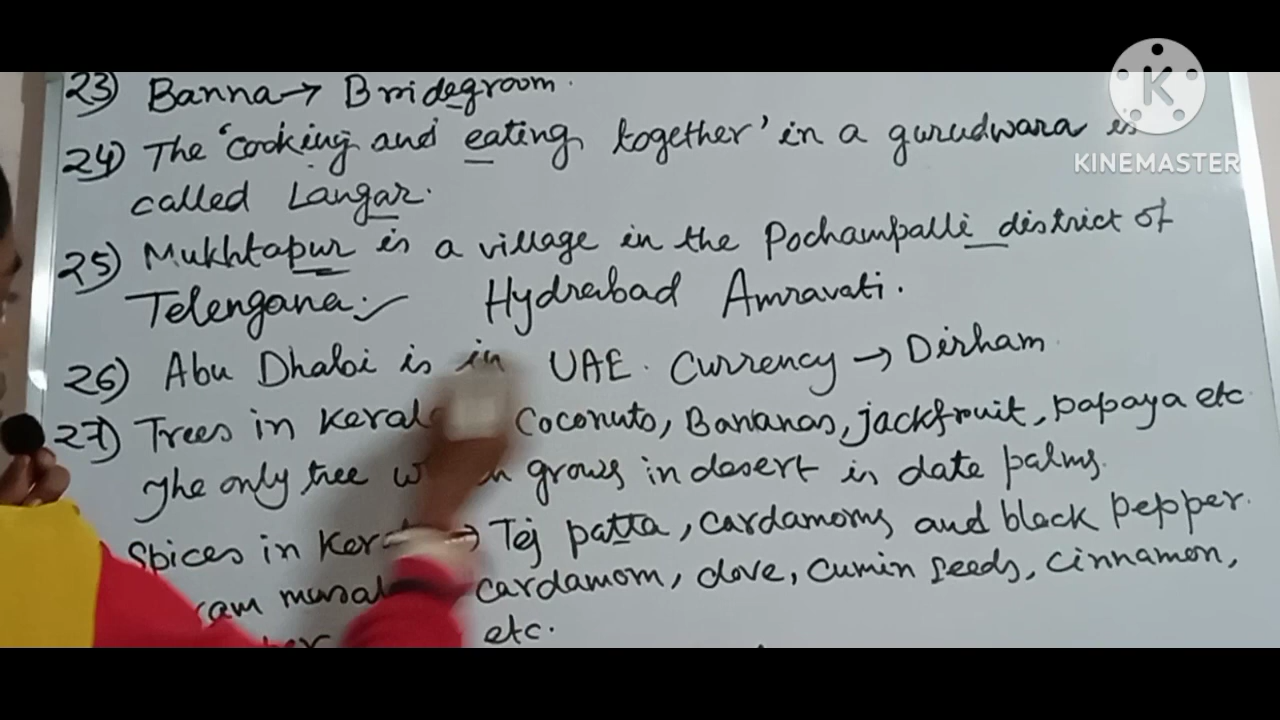 23) Banna → Bridegroom.
24) The 'cooking and eating together' in a gurudwara is
called Langar.
25) Mukhtapur is a village in the Pochampalli district of
Telengana. Hydrabad Amravati.
26) Abu Dhabi is in UAE. Currency → Dirham
27) Trees in Coconuts, Bananas, jackfruit, papaya etc
The only tree grows in desert is date palms.
Spices in → Tej patta, cardamoms and black pepper.
cardamom, clove, cumin seeds, cinnamon,
etc.
K
KINEMASTER